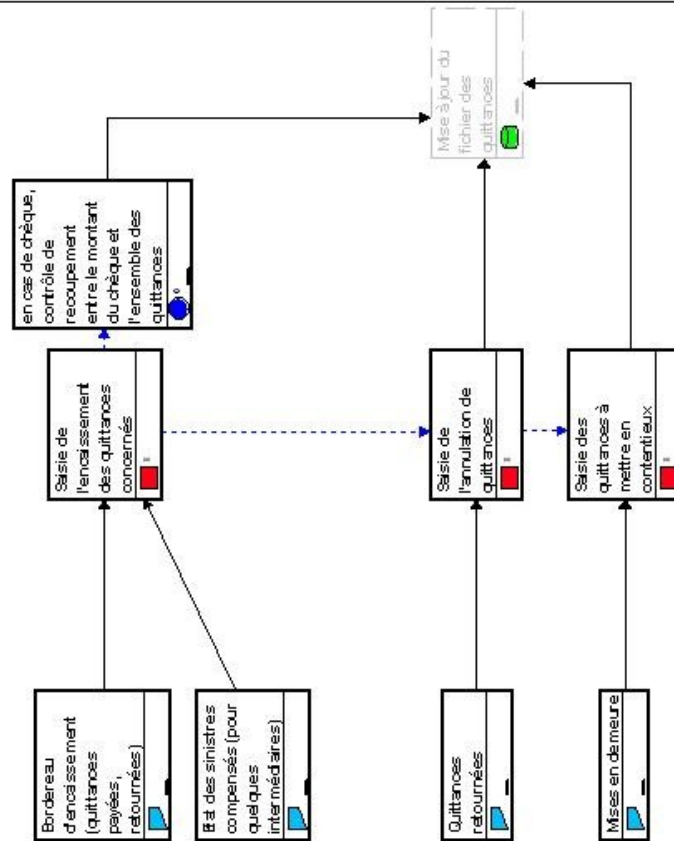 Bordereau
d'encaissement
(quittances
payées,
retournées)
Etat des sinistres
compensés (pour
quelques
intermédiaires)
Quittances
retournées
Mises en demeure
Saisie de
l'encaissement
des quittances
concernés
Saisie de
l'annulation de
quittances
Saisie des
quittances à
mettre en
contentieux
en cas de chèque,
contrôle de
recoupement
entre le montant
du chèque et
l'ensemble des
quittances
Mise à jour du
fichier des
quittances